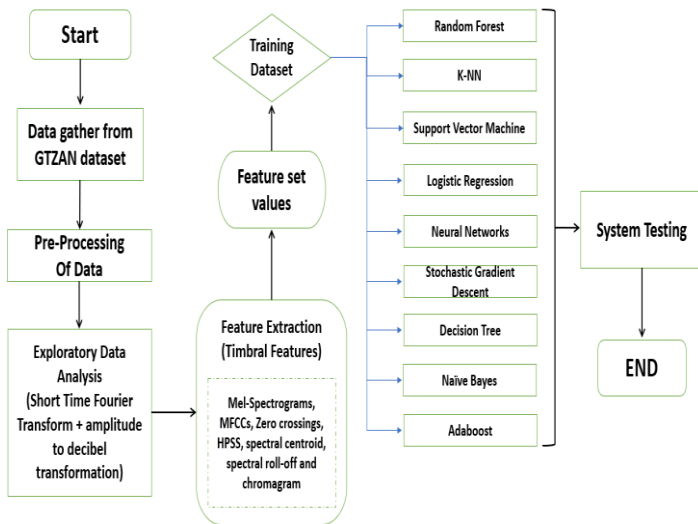 Start
Data gather from
GTZAN dataset
Pre-Processing
Of Data
Exploratory Data
Analysis
(Short Time Fourier
Transform + amplitude
to decibel
transformation)
Feature Extraction
(Timbral Features)
Mel-Spectrograms,
MFCCs, Zero crossings,
HPSS, spectral centroid,
spectral roll-off and
chromagram
Feature set
values
Training
Dataset
Random Forest
K-NN
Support Vector Machine
Logistic Regression
Neural Networks
Stochastic Gradient
Descent
Decision Tree
Naïve Bayes
Adaboost
System Testing
END